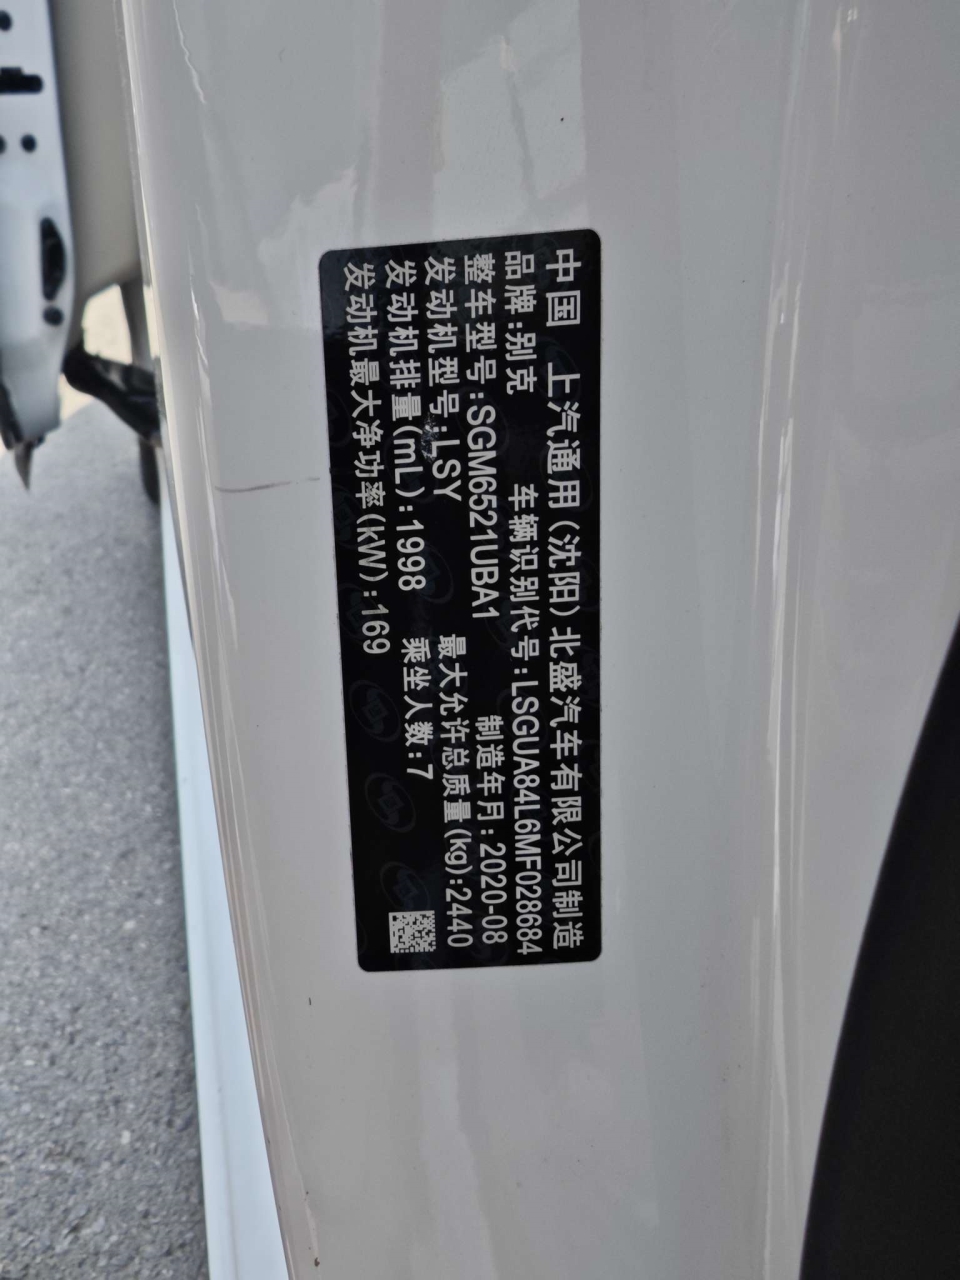 中国 上汽通用(沈阳)北盛汽车有限公司制造
品牌:别克 车辆识别代号:LSGUA84L6MF028684
整车型号:SGM6521UBA1 制造年月:2020-08
发动机型号:LSY 最大允许总质量(kg):2440
发动机排量(mL):1998 乘坐人数:7
发动机最大净功率(kW):169